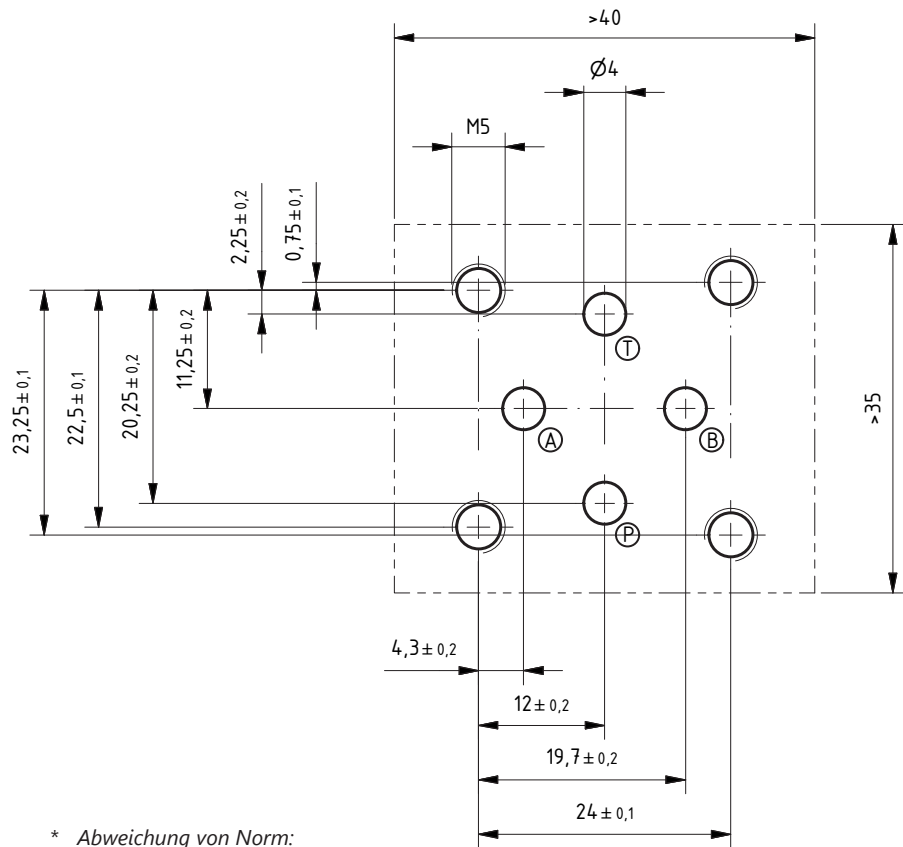 >40
Ø4
M5
2,25±0,2
0,75±0,1
23,25±0,1
22,5±0,1
20,25±0,2
11,25±0,2
T
A
B
P
>35
4,3±0,2
12±0,2
19,7±0,2
24±0,1
* Abweichung von Norm: